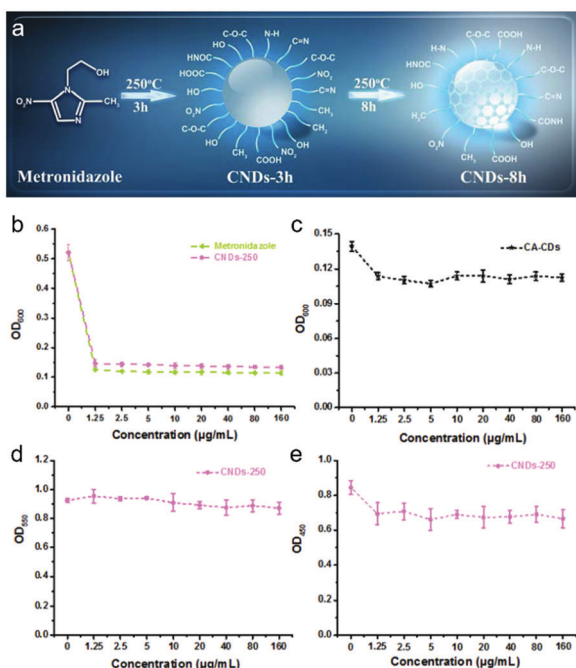 a
C-O-C
N-H
C=N
HNOC
C-O-C
HOOC
NO₂
HO
C=N
O₂N
CH₃
C-O-C
CH₂
HO
NO₂
OH
CH₃
COOH
COOH
C=N
H-N
C-O-C
HNOC
COOH
HO
CH₃
H₃C
CONH
O₂N
OH
CH₃
COOH
OH
N
O₂N
CH₃
N
250°C
3h
250°C
8h
Metronidazole
CNDs-3h
CNDs-8h
b
Metronidazole
CNDs-250
OD₆₀₀
0.6
0.5
0.4
0.3
0.2
0.1
0.0
0 1.25 2.5 5 10 20 40 80 160
Concentration (μg/mL)
c
CA-CDs
OD₆₀₀
0.15
0.12
0.09
0.06
0.03
0.00
0 1.25 2.5 5 10 20 40 80 160
Concentration (μg/mL)
d
CNDs-250
OD₅₅₀
1.2
1.0
0.8
0.6
0.4
0.2
0.0
0 1.25 2.5 5 10 20 40 80 160
Concentration (μg/mL)
e
CNDs-250
OD₄₅₀
1.0
0.8
0.6
0.4
0.2
0.0
0 1.25 2.5 5 10 20 40 80 160
Concentration (μg/mL)